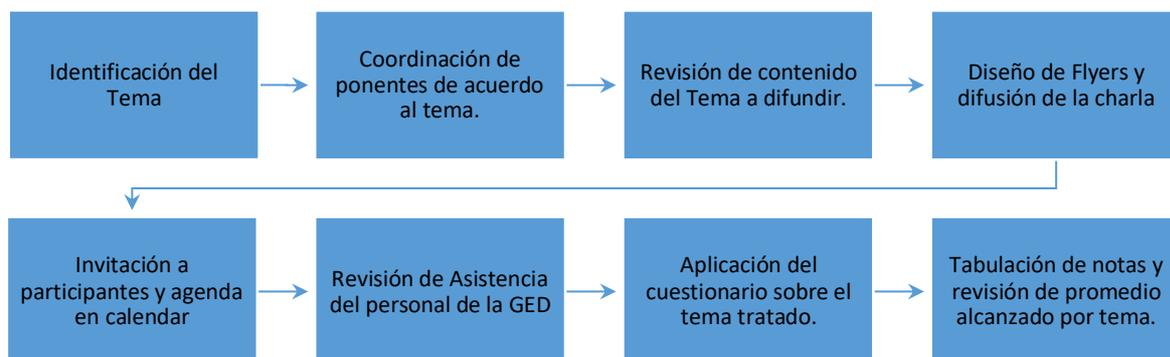 Identificación del
Tema
Coordinación de
ponentes de acuerdo
al tema.
Revisión de contenido
del Tema a difundir.
Diseño de Flyers y
difusión de la charla
Invitación a
participantes y agenda
en calendar
Revisión de Asistencia
del personal de la GED
Aplicación del
cuestionario sobre el
tema tratado.
Tabulación de notas y
revisión de promedio
alcanzado por tema.